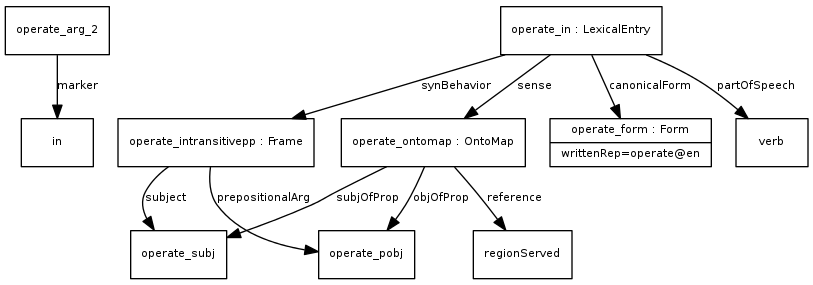 operate_arg_2
operate_in : LexicalEntry
marker
synBehavior
sense
canonicalForm
partOfSpeech
in
operate_intransitivepp : Frame
operate_ontomap : OntoMap
operate_form : Form
writtenRep=operate@en
verb
subject
prepositionalArg
subjOfProp
objOfProp
reference
operate_subj
operate_pobj
regionServed